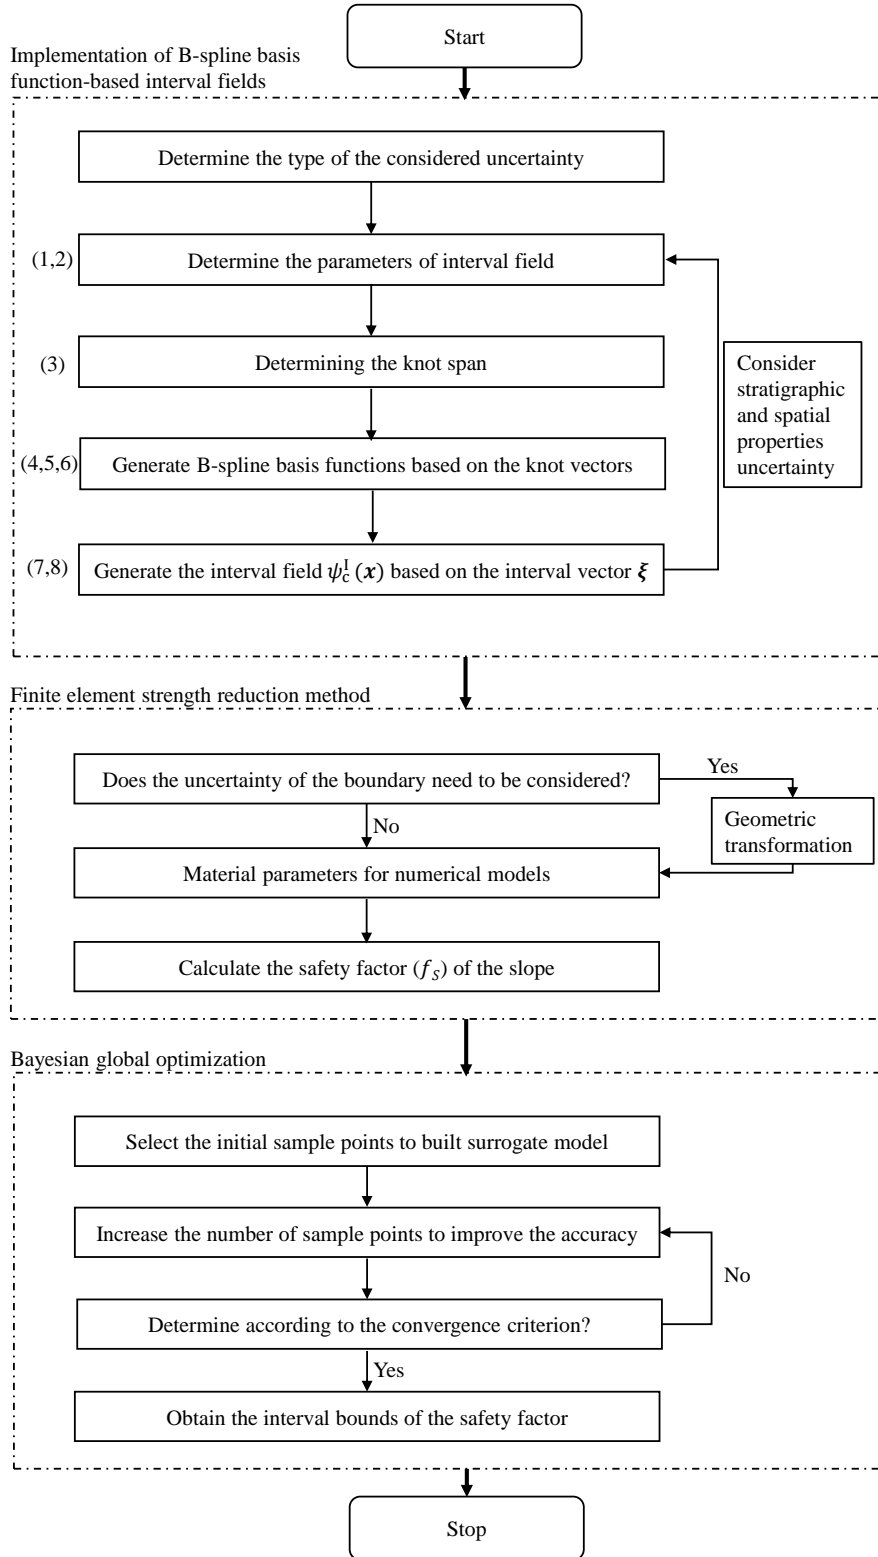 Start
Implementation of B-spline basis
function-based interval fields
Determine the type of the considered uncertainty
(1,2)
Determine the parameters of interval field
(3)
Determining the knot span
Consider
stratigraphic
and spatial
properties
uncertainty
(4,5,6)
Generate B-spline basis functions based on the knot vectors
(7,8)
Generate the interval field ψ_c^I(𝒙) based on the interval vector 𝝃
Finite element strength reduction method
Does the uncertainty of the boundary need to be considered?
Yes
No
Geometric
transformation
Material parameters for numerical models
Calculate the safety factor (f_S) of the slope
Bayesian global optimization
Select the initial sample points to built surrogate model
Increase the number of sample points to improve the accuracy
No
Determine according to the convergence criterion?
Yes
Obtain the interval bounds of the safety factor
Stop